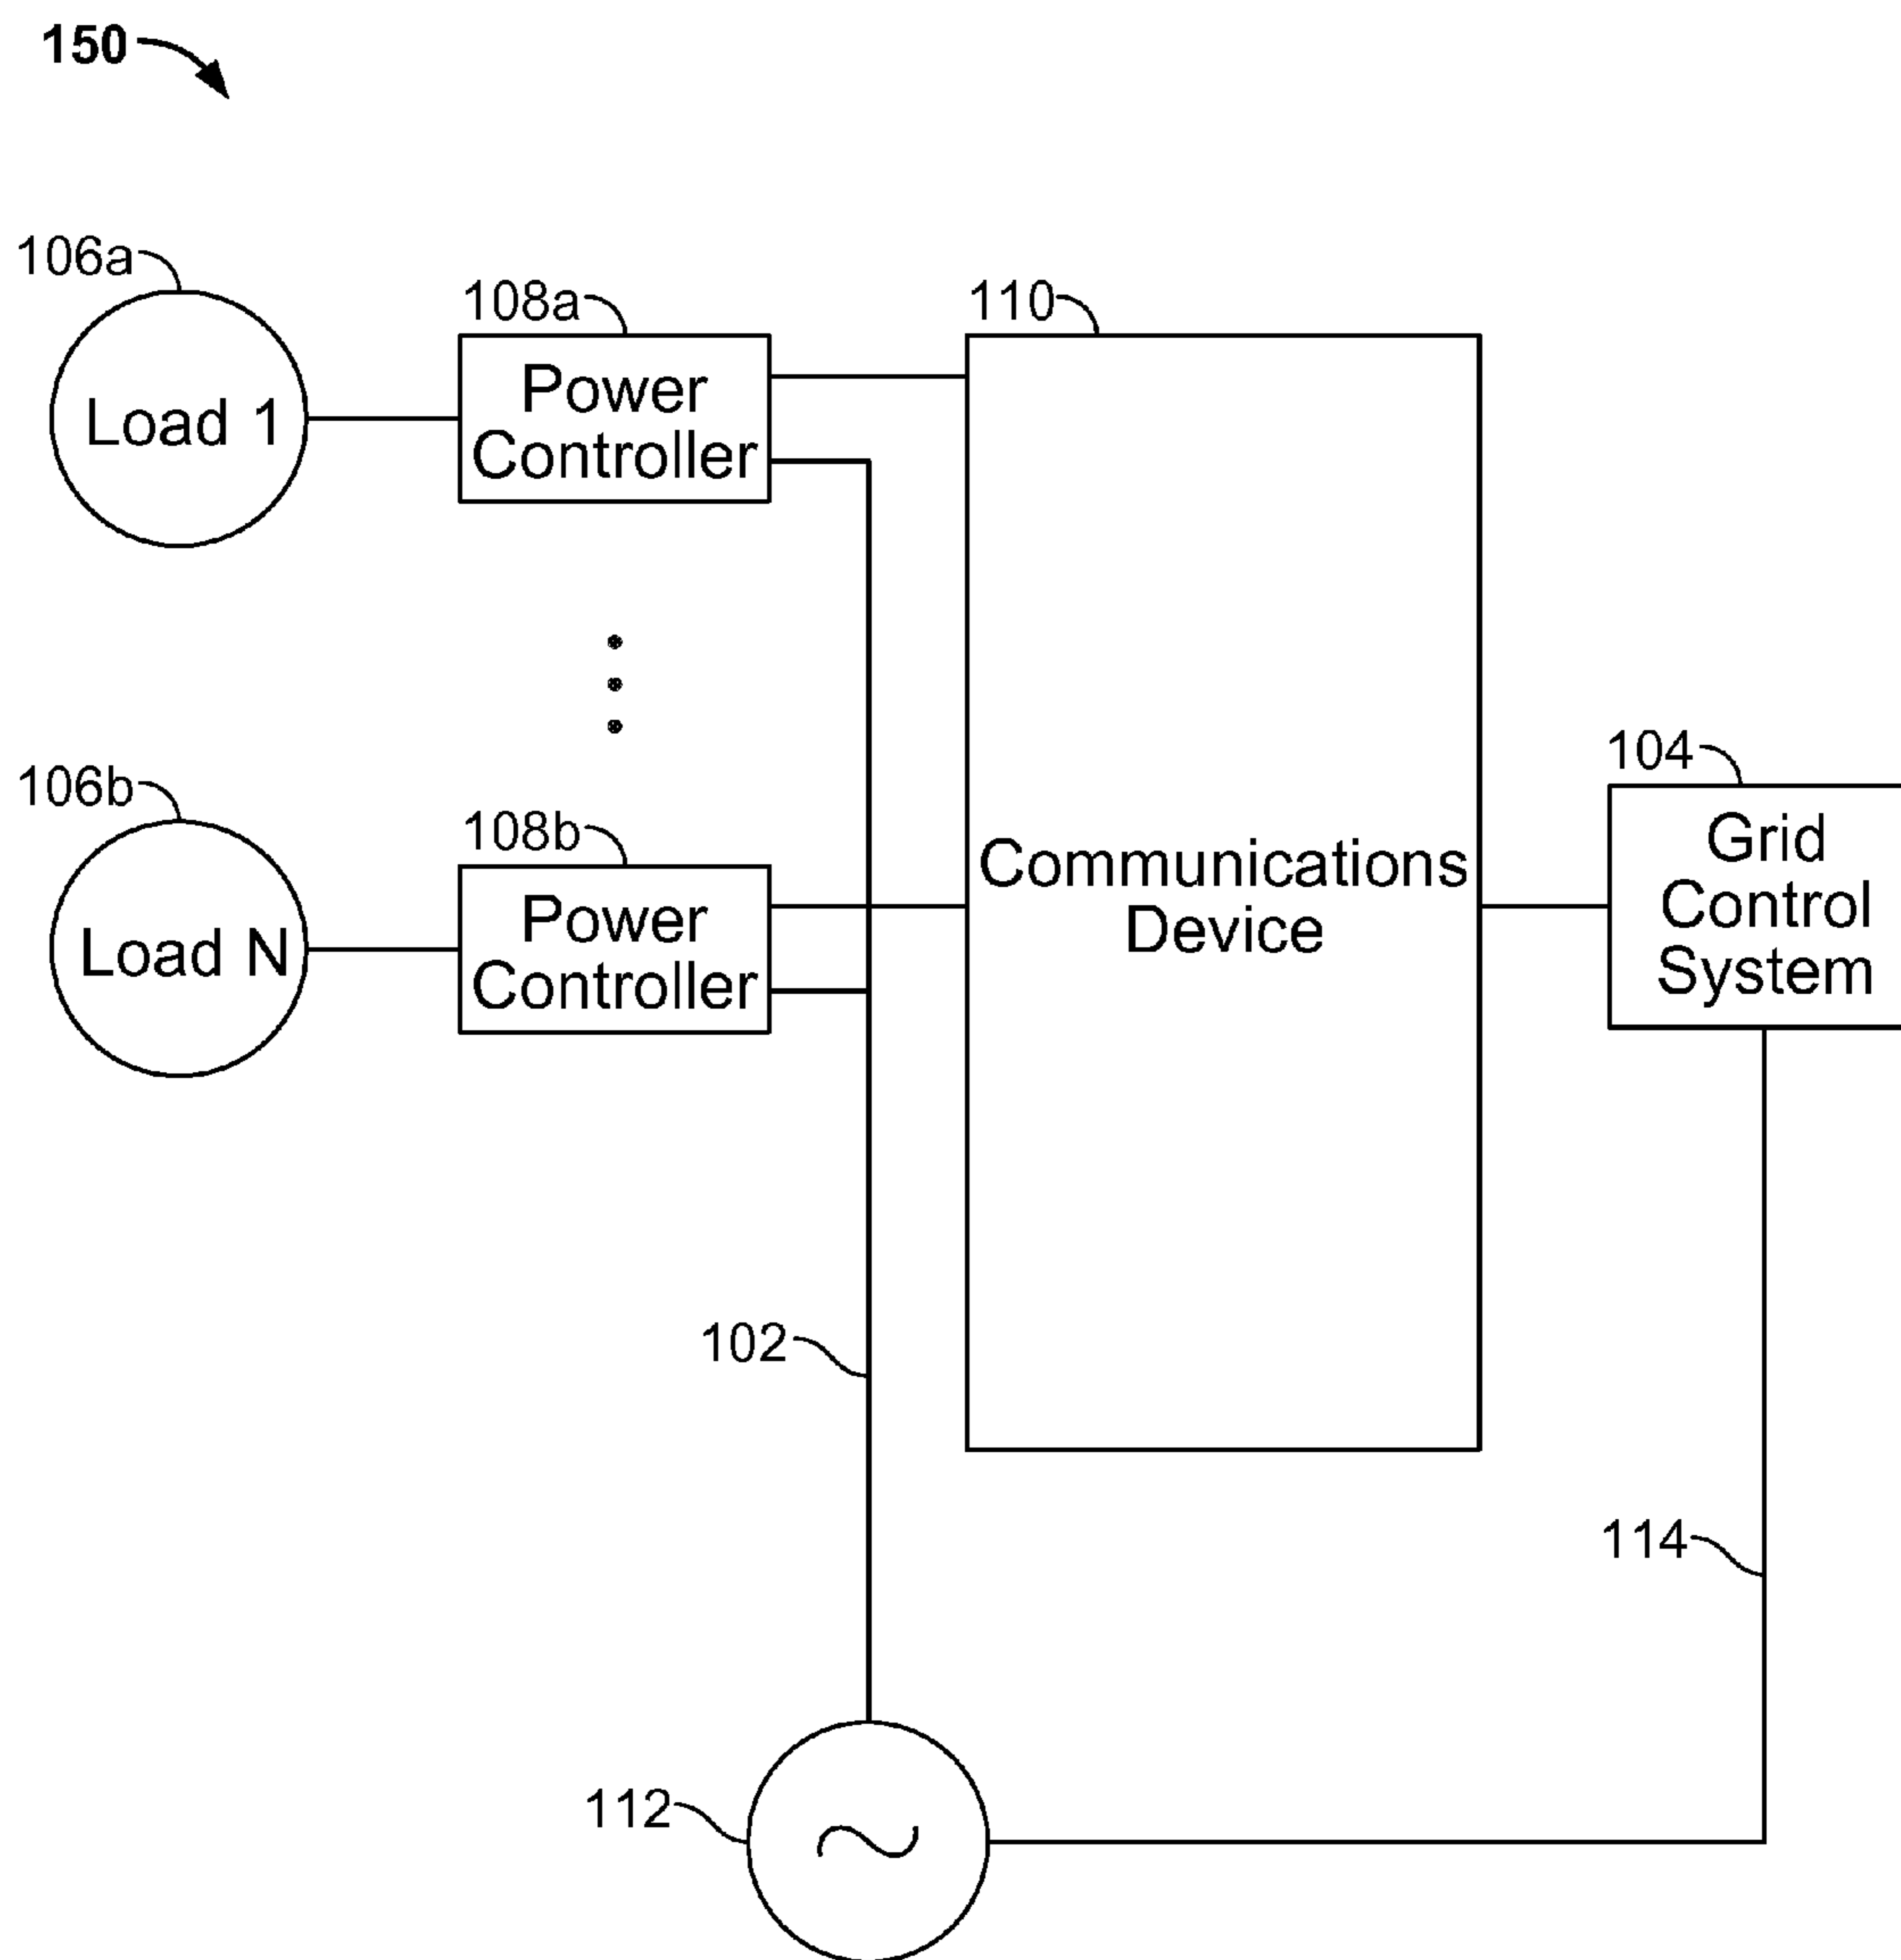 150
106a
108a
110
Load 1
Power
Controller
106b
108b
104
Load N
Power
Controller
Communications
Device
Grid
Control
System
102
114
112